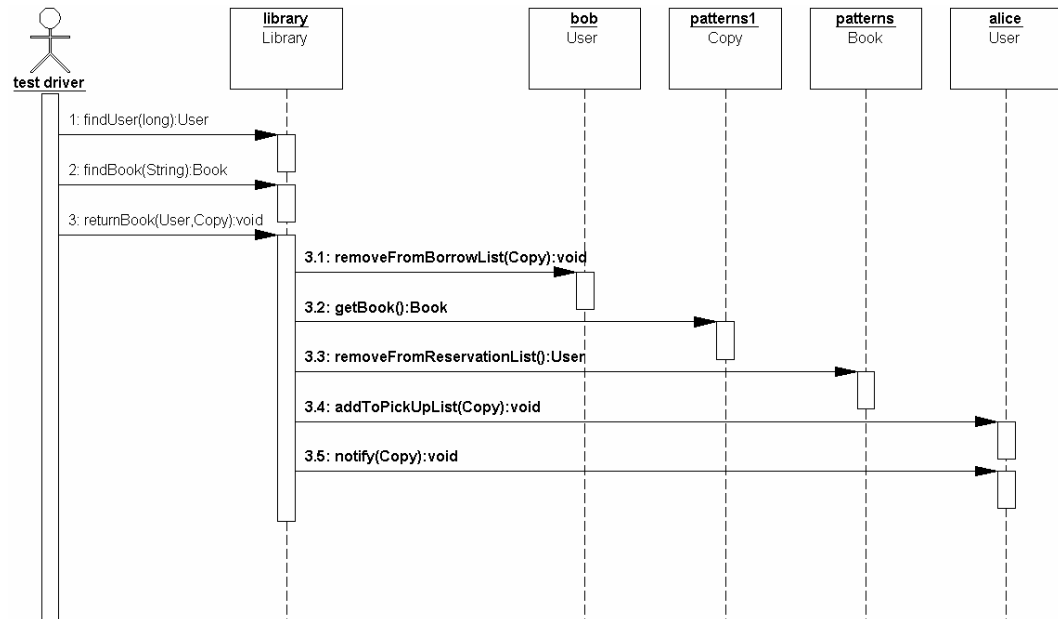 library
Library
bob
User
patterns1
Copy
patterns
Book
alice
User
test driver
1: findUser(long):User
2: findBook(String):Book
3: returnBook(User,Copy):void
3.1: removeFromBorrowList(Copy):void
3.2: getBook():Book
3.3: removeFromReservationList():User
3.4: addToPickUpList(Copy):void
3.5: notify(Copy):void